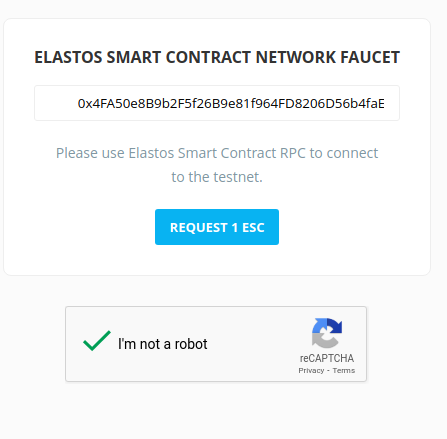 ELASTOS SMART CONTRACT NETWORK FAUCET
0x4FA50e8B9b2F5f26B9e81f964FD8206D56b4faE
Please use Elastos Smart Contract RPC to connect
to the testnet.
REQUEST 1 ESC
I'm not a robot
reCAPTCHA
Privacy - Terms